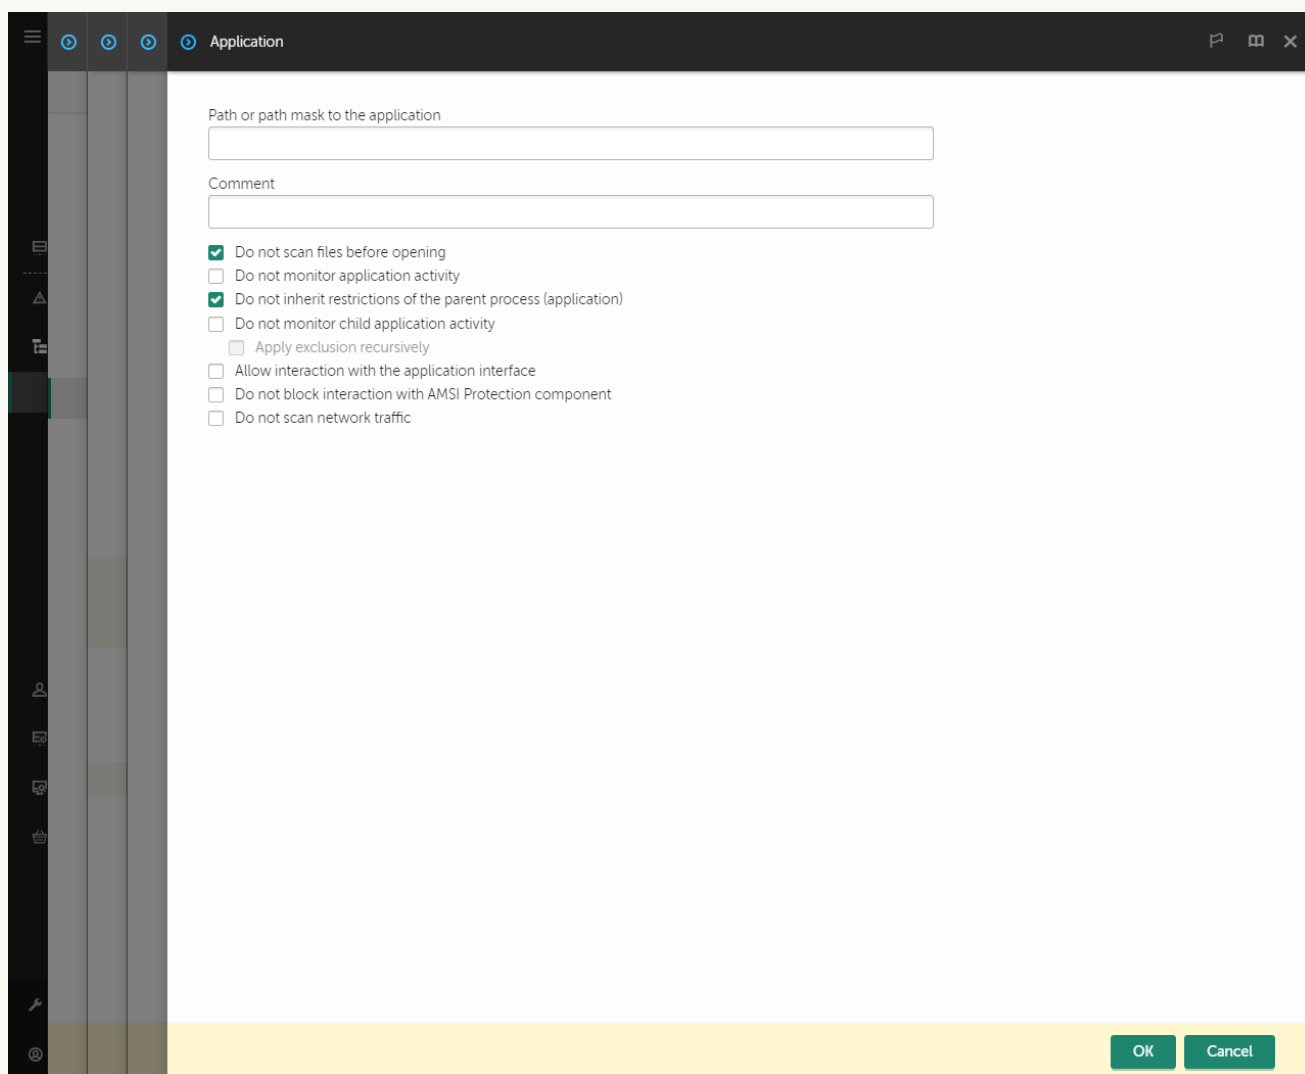 Application
Path or path mask to the application
Comment
Do not scan files before opening
Do not monitor application activity
Do not inherit restrictions of the parent process (application)
Do not monitor child application activity
Apply exclusion recursively
Allow interaction with the application interface
Do not block interaction with AMSI Protection component
Do not scan network traffic
OK Cancel